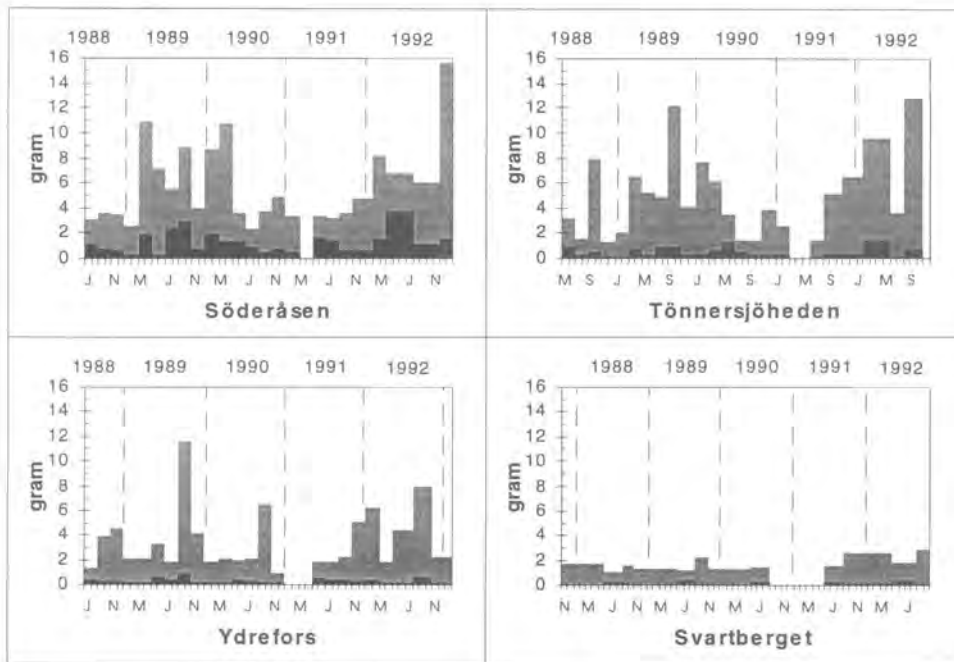 1988 1989 1990 1991 1992
16
14
12
10
8
6
4
2
0
gram
J N M J N M J N M J N M J N
Söderåsen
1988 1989 1990 1991 1992
16
14
12
10
8
6
4
2
0
gram
M S J M S J M S J M S J M S
Tönnersjöheden
1988 1989 1990 1991 1992
16
14
12
10
8
6
4
2
0
gram
J N M J N M J N M J N M J N
Ydrefors
1988 1989 1990 1991 1992
16
14
12
10
8
6
4
2
0
gram
N M J N M J N M J N M J N M J
Svartberget